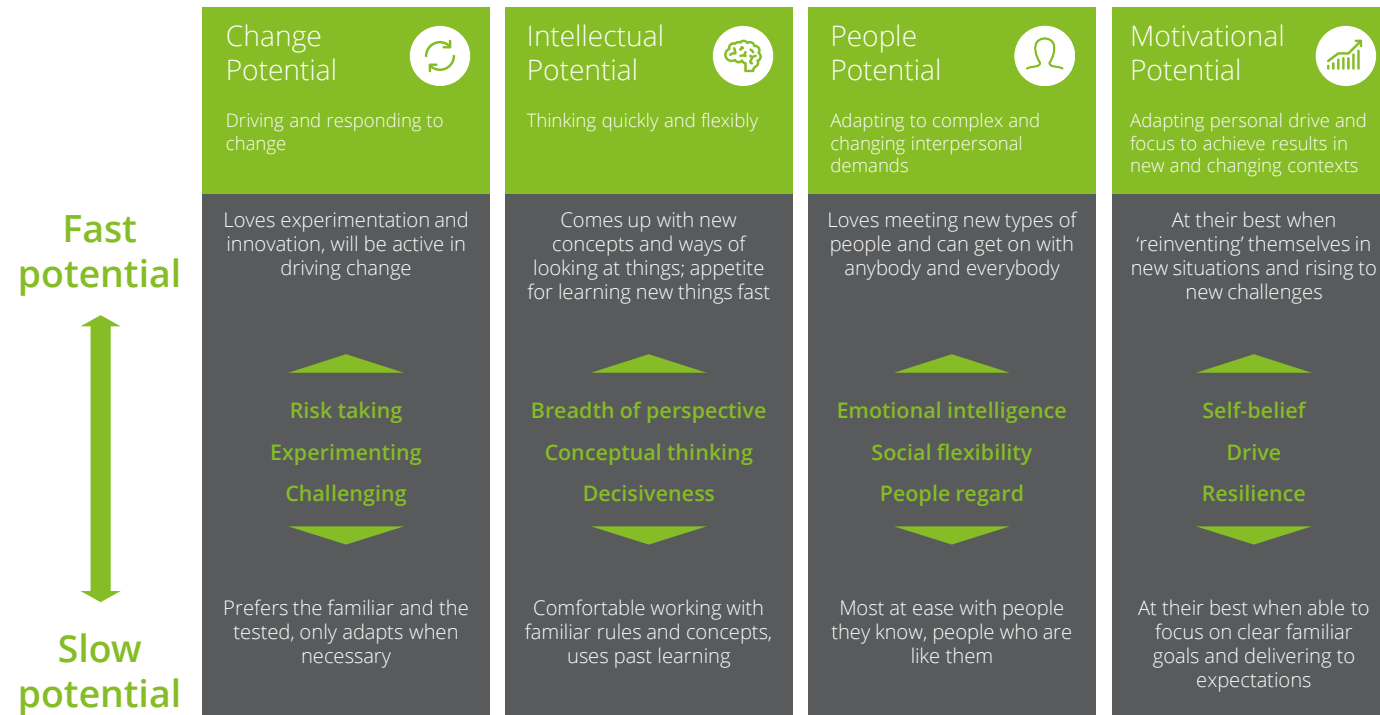 Change
Potential
Driving and responding to
change
Intellectual
Potential
Thinking quickly and flexibly
People
Potential
Adapting to complex and
changing interpersonal
demands
Motivational
Potential
Adapting personal drive and
focus to achieve results in
new and changing contexts
Fast
potential
Loves experimentation and
innovation, will be active in
driving change
Comes up with new
concepts and ways of
looking at things; appetite
for learning new things fast
Loves meeting new types of
people and can get on with
anybody and everybody
At their best when
‘reinventing’ themselves in
new situations and rising to
new challenges
Risk taking
Experimenting
Challenging
Breadth of perspective
Conceptual thinking
Decisiveness
Emotional intelligence
Social flexibility
People regard
Self-belief
Drive
Resilience
Slow
potential
Prefers the familiar and the
tested, only adapts when
necessary
Comfortable working with
familiar rules and concepts,
uses past learning
Most at ease with people
they know, people who are
like them
At their best when able to
focus on clear familiar
goals and delivering to
expectations